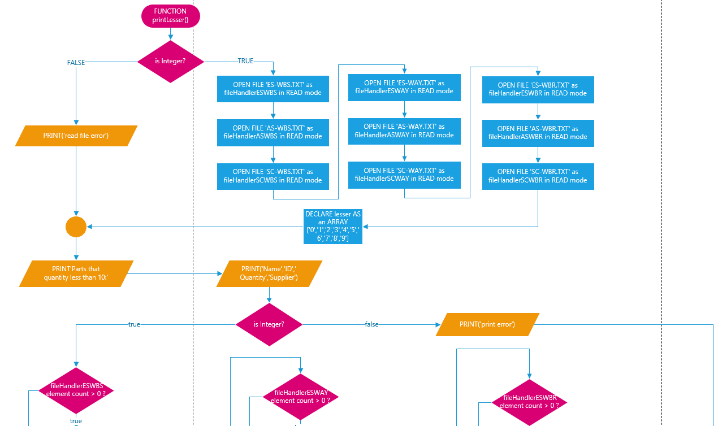 FUNCTION
printLesser()
is Integer?
FALSE
TRUE
OPEN FILE 'ES-WBS.TXT' as
fileHandlerESWBS in READ mode
OPEN FILE 'ES-WAY.TXT' as
fileHandlerESWAY in READ mode
OPEN FILE 'ES-WBR.TXT' as
fileHandlerESWBR in READ mode
PRINT('read file error')
OPEN FILE 'AS-WBS.TXT' as
fileHandlerASWBS in READ mode
OPEN FILE 'AS-WAY.TXT' as
fileHandlerASWAY in READ mode
OPEN FILE 'AS-WBR.TXT' as
fileHandlerASWBR in READ mode
OPEN FILE 'SC-WBS.TXT' as
fileHandlerSCWBS in READ mode
OPEN FILE 'SC-WAY.TXT' as
fileHandlerSCWAY in READ mode
OPEN FILE 'SC-WBR.TXT' as
fileHandlerSCWBR in READ mode
DECLARE lesser AS
an ARRAY
['0','1','2','3','4','5','
6','7','8','9']
PRINT'Parts that
quantity less than 10:'
PRINT('Name','ID','
Quantity','Supplier')
is Integer?
true
false
PRINT('print error')
fileHandlerESWBS
element count > 0 ?
fileHandlerESWAY
element count > 0 ?
fileHandlerESWBR
element count > 0 ?
true